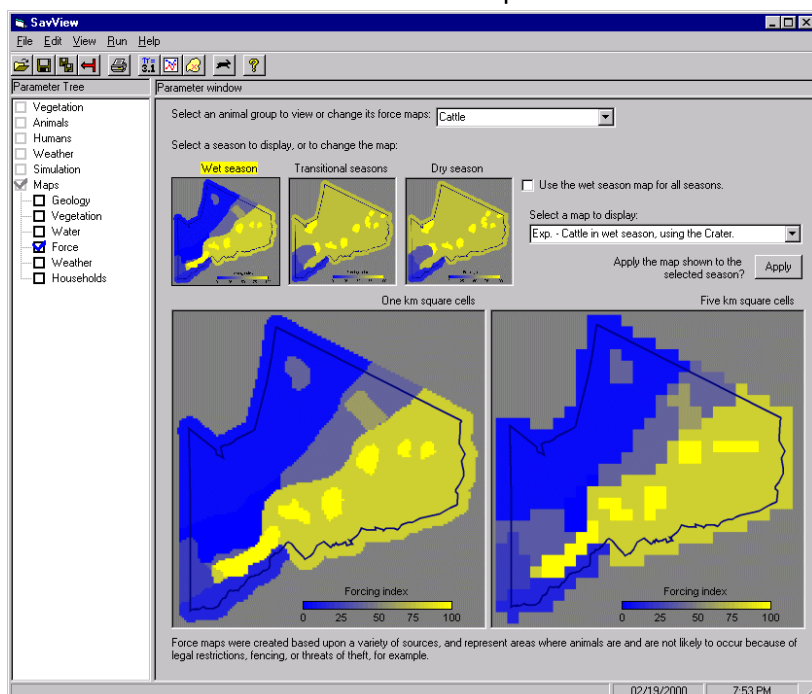 SavView
File Edit View Run Help
Parameter Tree
Parameter window
Vegetation
Animals
Humans
Weather
Simulation
Maps
Geology
Vegetation
Water
Force
Weather
Households
Select an animal group to view or change its force maps:
Cattle
Select a season to display, or to change the map:
Wet season
Transitional seasons
Dry season
Use the wet season map for all seasons.
Select a map to display:
Exp. - Cattle in wet season, using the Crater.
Apply the map shown to the
selected season?
Apply
One km square cells
Five km square cells
Forcing index
0 25 50 75 100
Forcing index
0 25 50 75 100
Force maps were created based upon a variety of sources, and represent areas where animals are and are not likely to occur because of
legal restrictions, fencing, or threats of theft, for example.
02/19/2000
7:53 PM